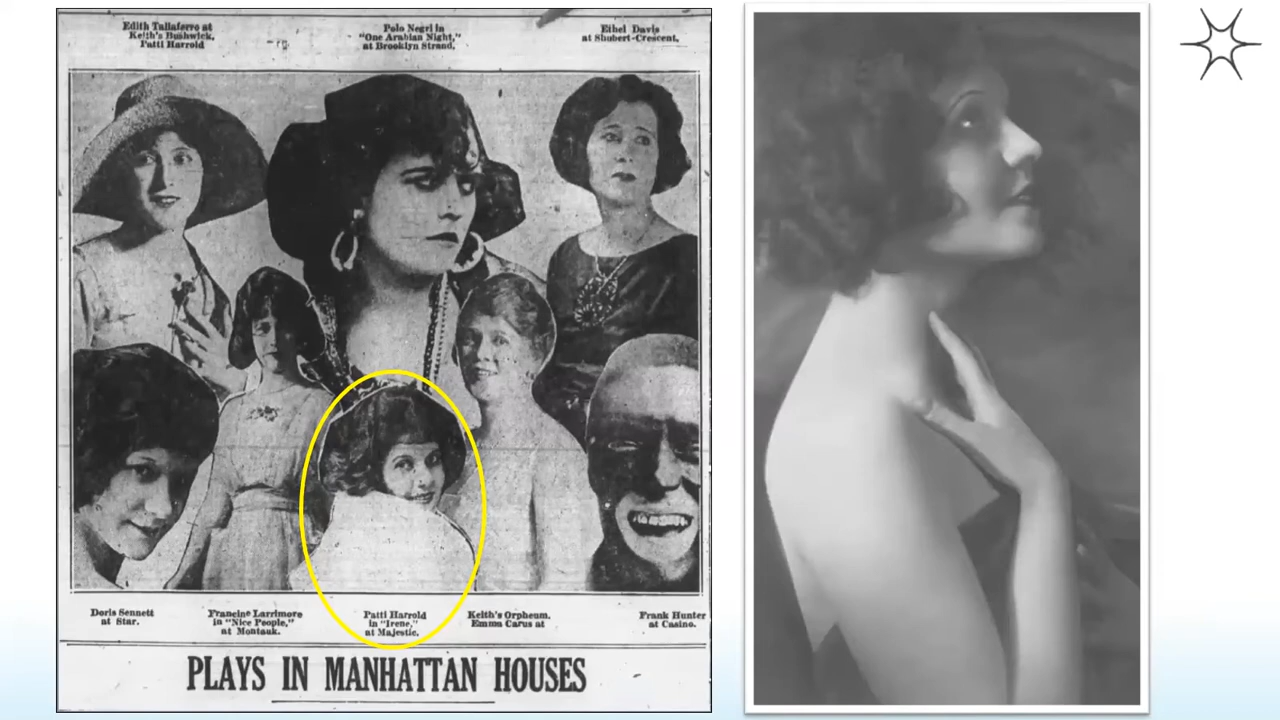 Edith Taliaferro at
Keith's Bushwick,
Patti Harrold
Polo Negri in
"One Arabian Night,"
at Brooklyn Strand,
Ethel Davis
at Shubert-Crescent,
Doris Sennett
at Star.
Francine Larrimore
in "Nice People,"
at Montauk.
Patti Harrold
in "Irene,"
at Majestic.
Keith's Orpheum.
Emma Carus at
Frank Hunter
at Casino.
PLAYS IN MANHATTAN HOUSES